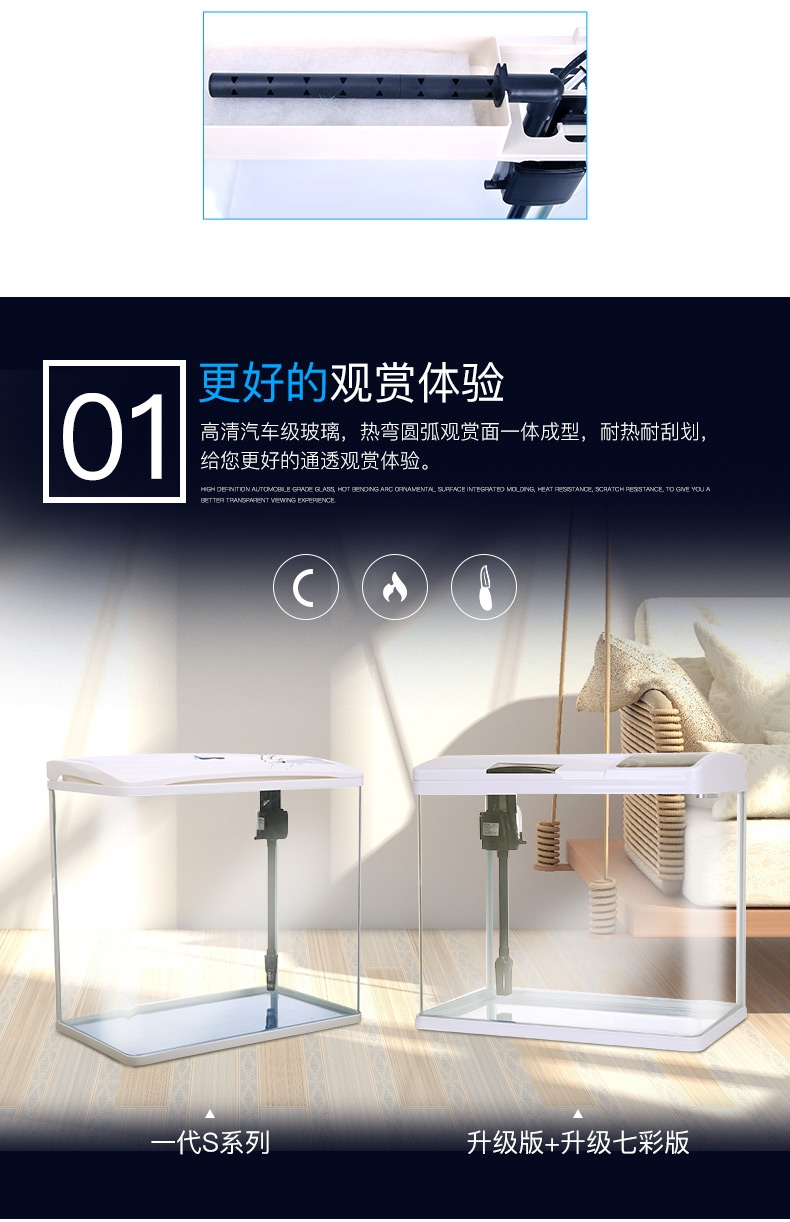 01
更好的观赏体验
高清汽车级玻璃，热弯圆弧观赏面一体成型，耐热耐刮划，
给您更好的通透观赏体验。
HIGH DEFINITION AUTOMOBILE GRADE GLASS, HOT BENDING ARC ORNAMENTAL SURFACE INTEGRATED MOLDING, HEAT RESISTANCE, SCRATCH RESISTANCE, TO GIVE YOU A
BETTER TRANSPARENT VIEWING EXPERIENCE.
一代S系列
升级版+升级七彩版